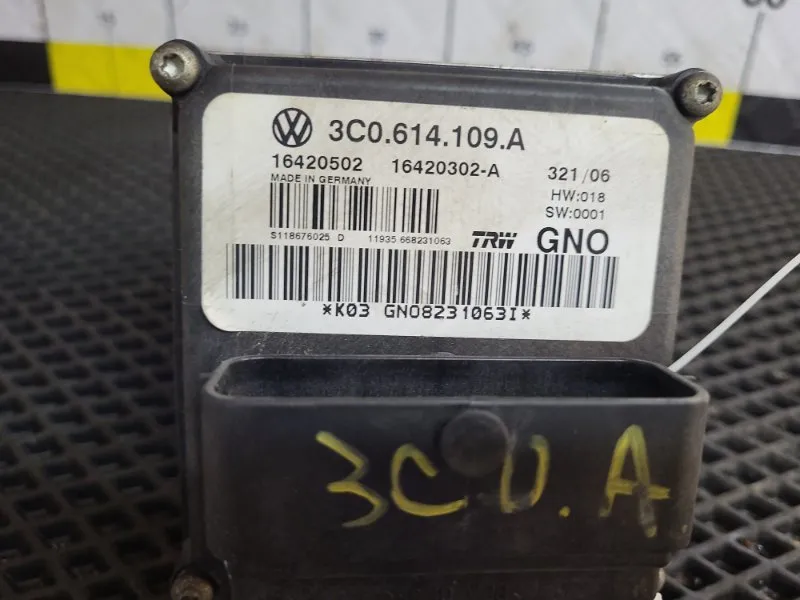 3C0.614.109.A
16420502 16420302-A 321/06
MADE IN GERMANY HW:018
SW:0001
S118676025 D 11935.668231063 TRW GNO
*K03 GNO8231063I*
3C0.A